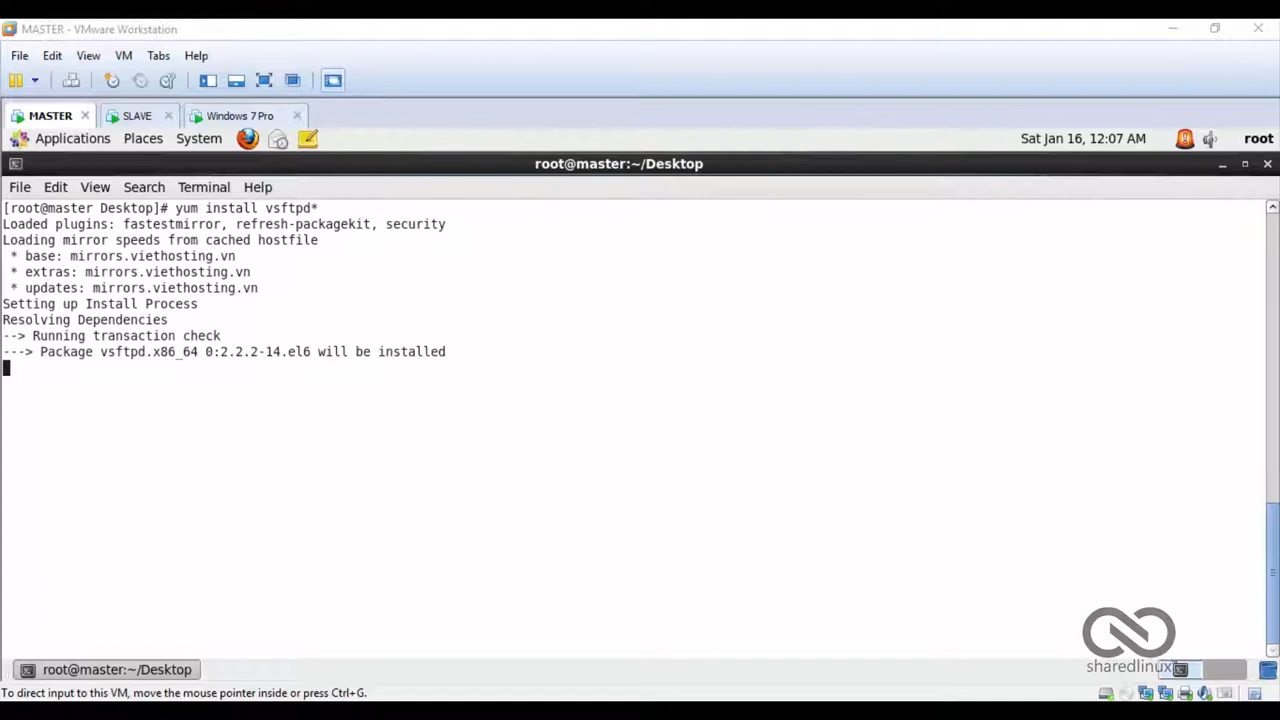 MASTER - VMware Workstation
File Edit View VM Tabs Help
MASTER SLAVE Windows 7 Pro
Applications Places System Sat Jan 16, 12:07 AM root
root@master:~/Desktop
File Edit View Search Terminal Help
[root@master Desktop]# yum install vsftpd*
Loaded plugins: fastestmirror, refresh-packagekit, security
Loading mirror speeds from cached hostfile
* base: mirrors.viethosting.vn
* extras: mirrors.viethosting.vn
* updates: mirrors.viethosting.vn
Setting up Install Process
Resolving Dependencies
--> Running transaction check
---> Package vsftpd.x86_64 0:2.2.2-14.el6 will be installed
sharedlinux
root@master:~/Desktop
To direct input to this VM, move the mouse pointer inside or press Ctrl+G.